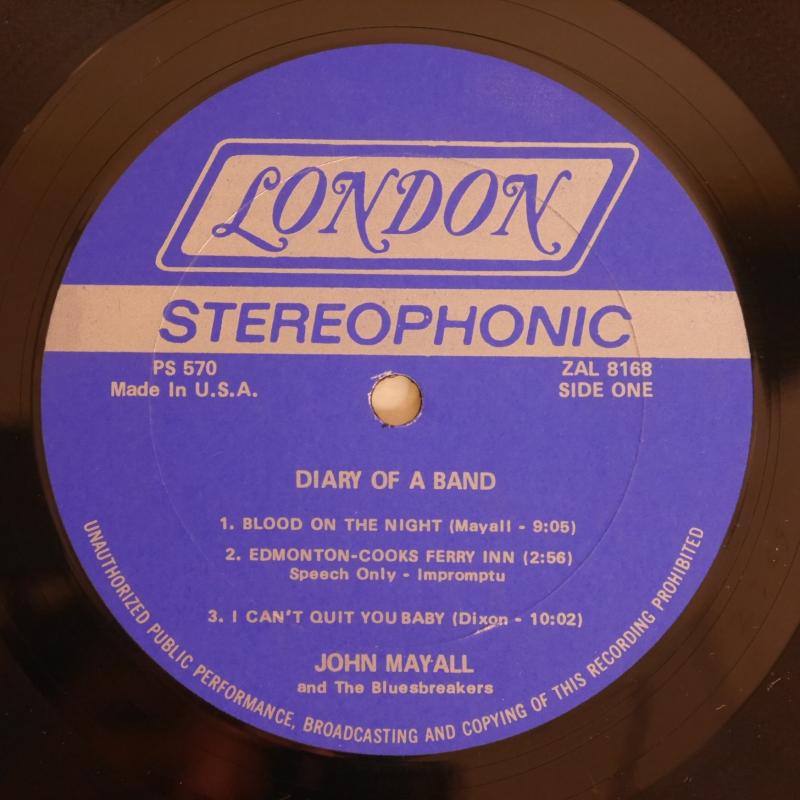 LONDON
STEREOPHONIC
PS 570
Made In U.S.A.
ZAL 8168
SIDE ONE
DIARY OF A BAND
1. BLOOD ON THE NIGHT (Mayall - 9:05)
2. EDMONTON-COOKS FERRY INN (2:56)
Speech Only - Impromptu
3. I CAN'T QUIT YOU BABY (Dixon - 10:02)
JOHN MAYALL
and The Bluesbreakers
UNAUTHORIZED PUBLIC PERFORMANCE, BROADCASTING AND COPYING OF THIS RECORDING PROHIBITED